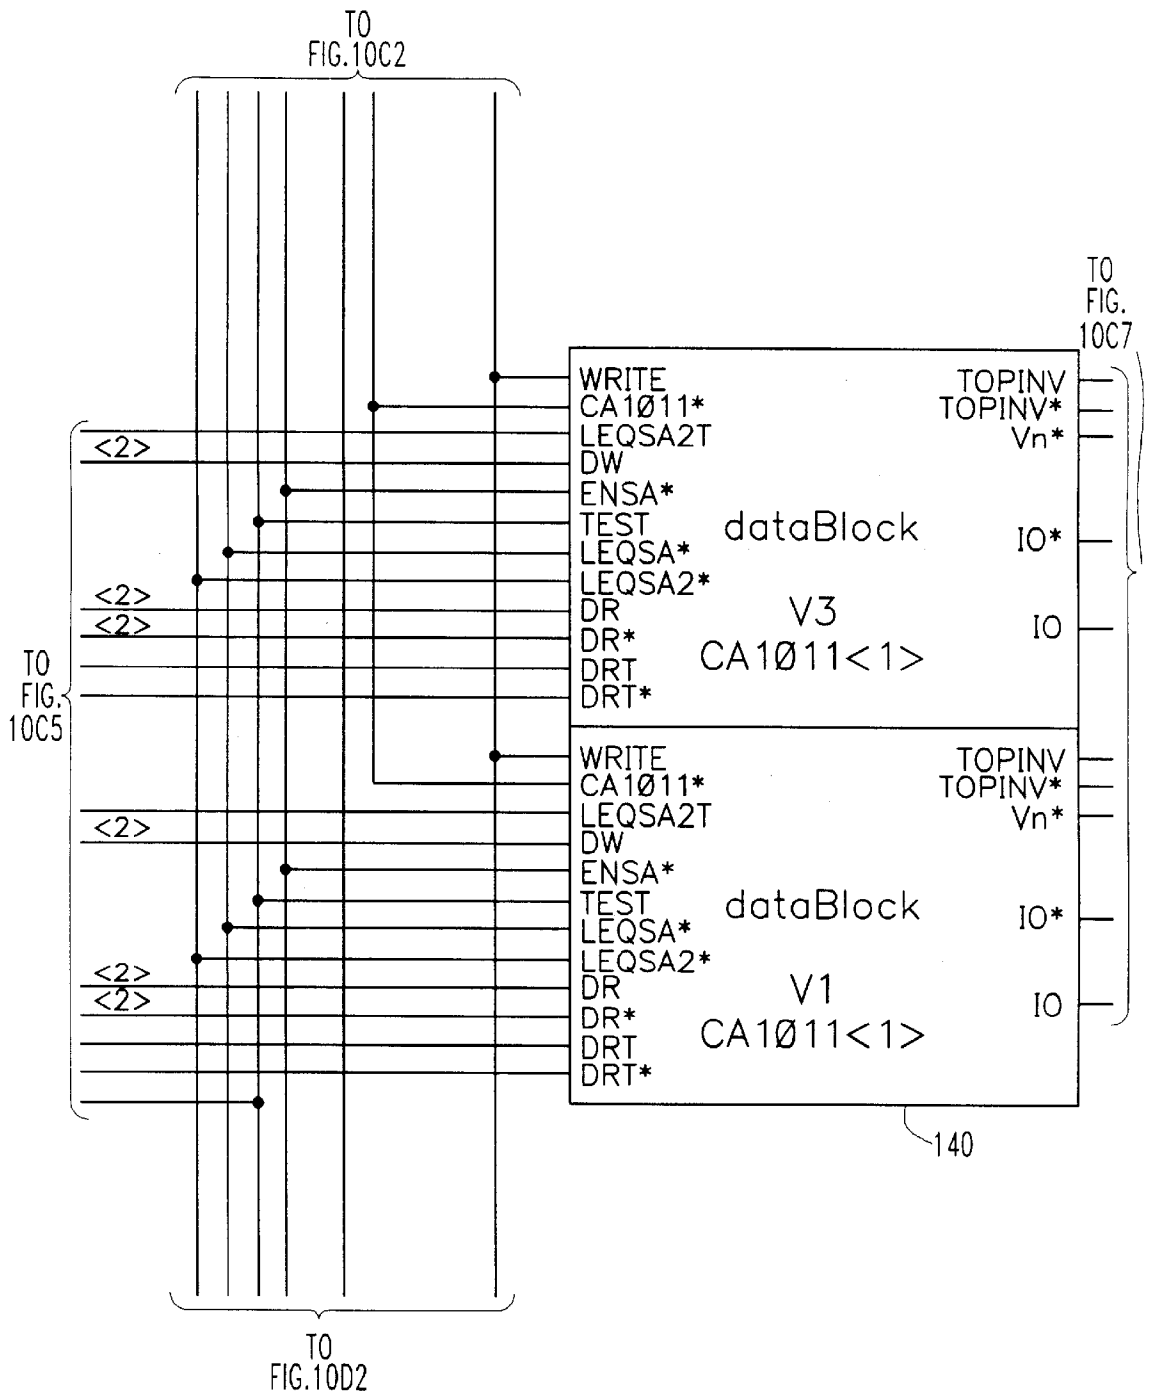 TO
FIG.10C2
TO
FIG.
10C7
WRITE
CA1Ø11*
LEQSA2T
<2>
DW
ENSA*
TEST
LEQSA*
LEQSA2*
<2>
DR
<2>
DR*
DRT
DRT*
dataBlock
V3
CA1Ø11<1>
TOPINV
TOPINV*
Vn*
IO*
IO
TO
FIG.
10C5
WRITE
CA1Ø11*
LEQSA2T
<2>
DW
ENSA*
TEST
LEQSA*
LEQSA2*
<2>
DR
<2>
DR*
DRT
DRT*
dataBlock
V1
CA1Ø11<1>
TOPINV
TOPINV*
Vn*
IO*
IO
140
TO
FIG.10D2